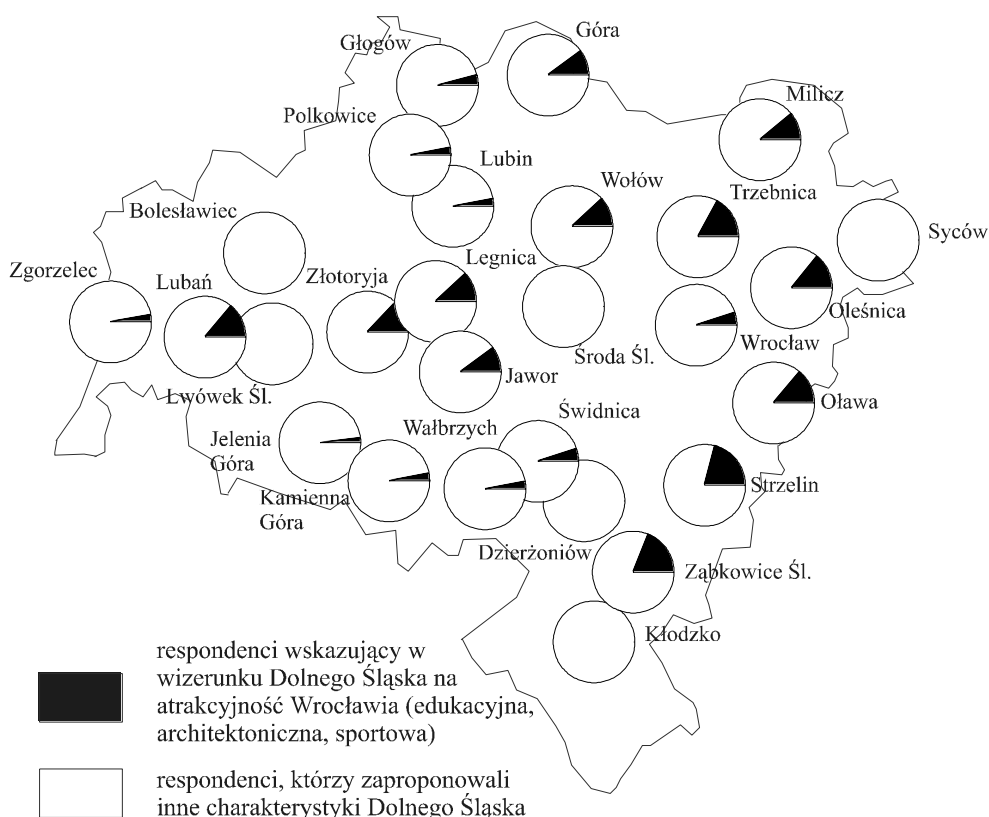 Góra
Głogów
Milicz
Polkowice
Lubin
Wołów
Trzebnica
Bolesławiec
Syców
Legnica
Zgorzelec
Lubań
Złotoryja
Oleśnica
Wrocław
Środa Śl.
Jawor
Lwówek Śl.
Oława
Świdnica
Wałbrzych
Jelenia
Góra
Strzelin
Kamienna
Góra
Dzierżoniów
Ząbkowice Śl.
Kłodzko
respondenci wskazujący w
wizerunku Dolnego Śląska na
atrakcyjność Wrocławia (edukacyjna,
architektoniczna, sportowa)
respondenci, którzy zaproponowali
inne charakterystyki Dolnego Śląska